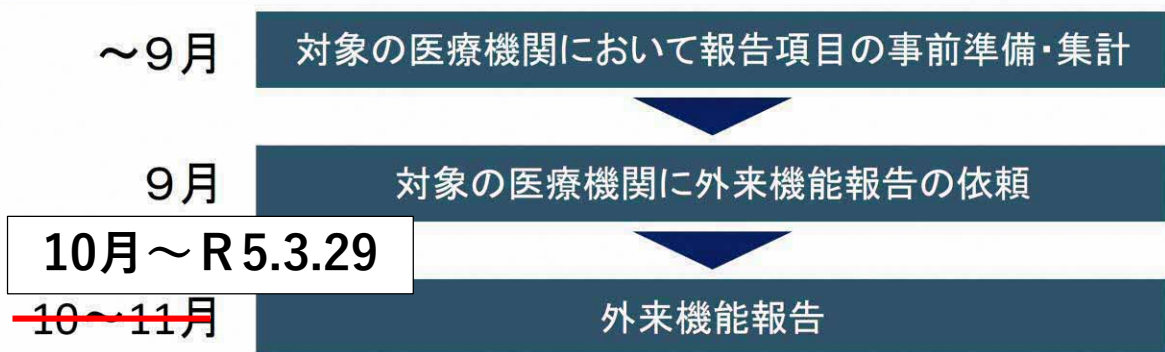 ～９月
対象の医療機関において報告項目の事前準備・集計
９月
対象の医療機関に外来機能報告の依頼
10月～Ｒ5.3.29
10～11月
外来機能報告